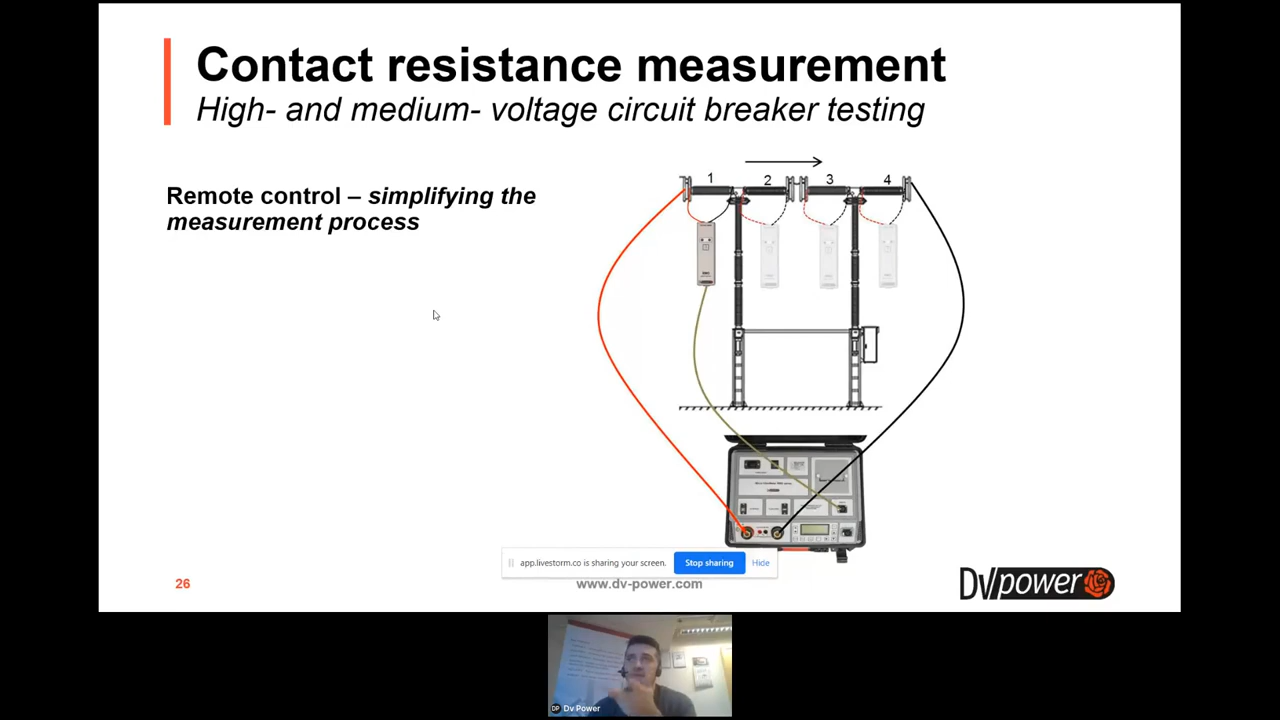 Contact resistance measurement
High- and medium- voltage circuit breaker testing
Remote control – simplifying the
measurement process
1
2
3
4
app.livestorm.co is sharing your screen.
Stop sharing
Hide
26
www.dv-power.com
DV power
DP
Dv Power